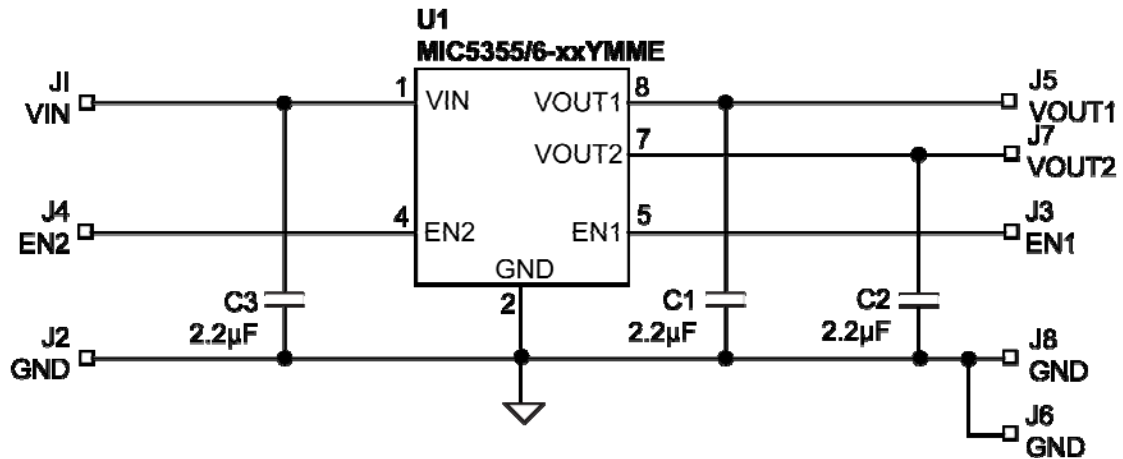 U1
MIC5355/6-xxYMME
J1
VIN
1
VIN
VOUT1
8
J5
VOUT1
VOUT2
7
J7
VOUT2
J4
EN2
4
EN2
EN1
5
J3
EN1
GND
2
C3
2.2µF
C1
2.2µF
C2
2.2µF
J2
GND
J8
GND
J6
GND